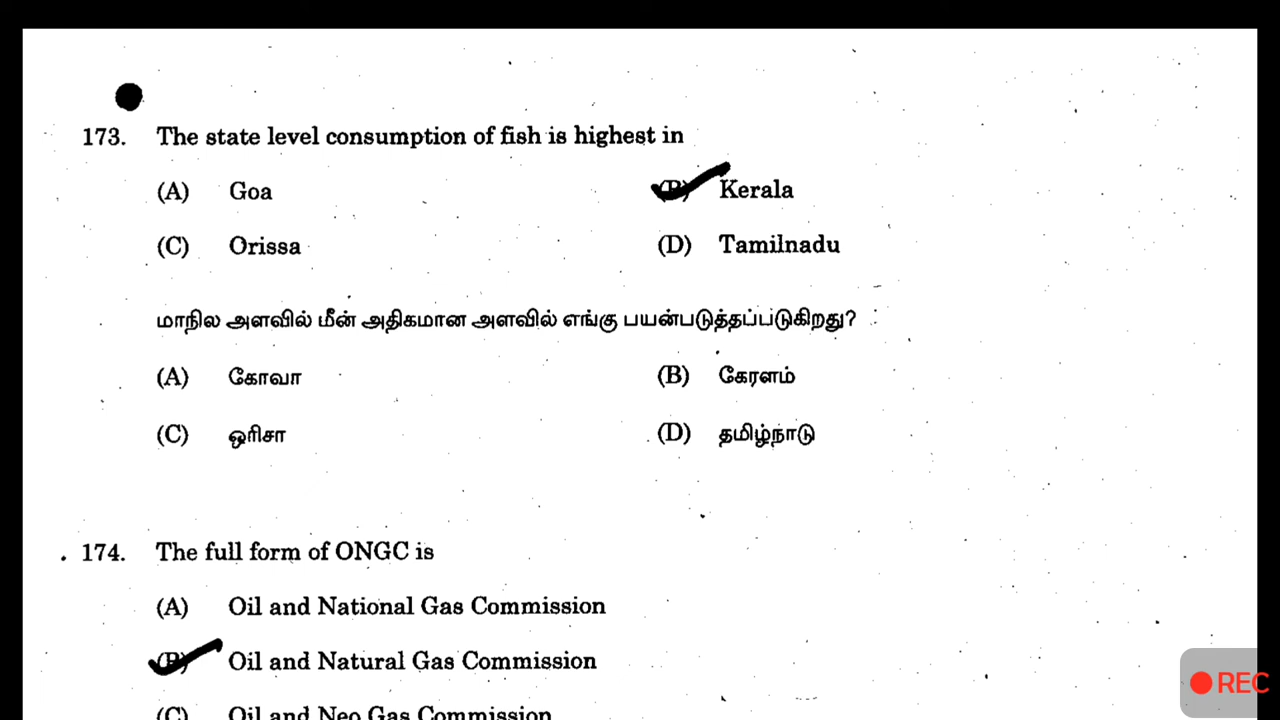 173. The state level consumption of fish is highest in
(A) Goa (B) Kerala
(C) Orissa (D) Tamilnadu
மாநில அளவில் மீன் அதிகமான அளவில் எங்கு பயன்படுத்தப்படுகிறது?
(A) கோவா (B) கேரளம்
(C) ஒரிசா (D) தமிழ்நாடு
174. The full form of ONGC is
(A) Oil and National Gas Commission
(B) Oil and Natural Gas Commission
(C) Oil and Neo Gas Commission
REC